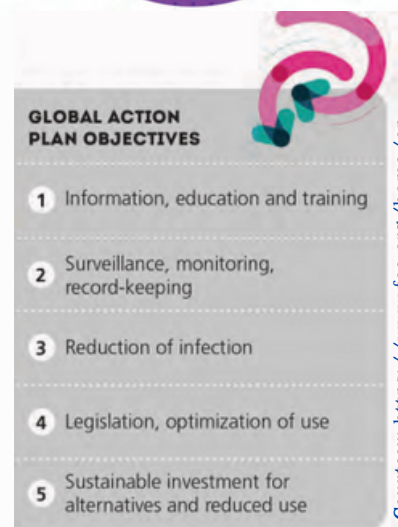 GLOBAL ACTION
PLAN OBJECTIVES
1 Information, education and training
2 Surveillance, monitoring,
record-keeping
3 Reduction of infection
4 Legislation, optimization of use
5 Sustainable investment for
alternatives and reduced use